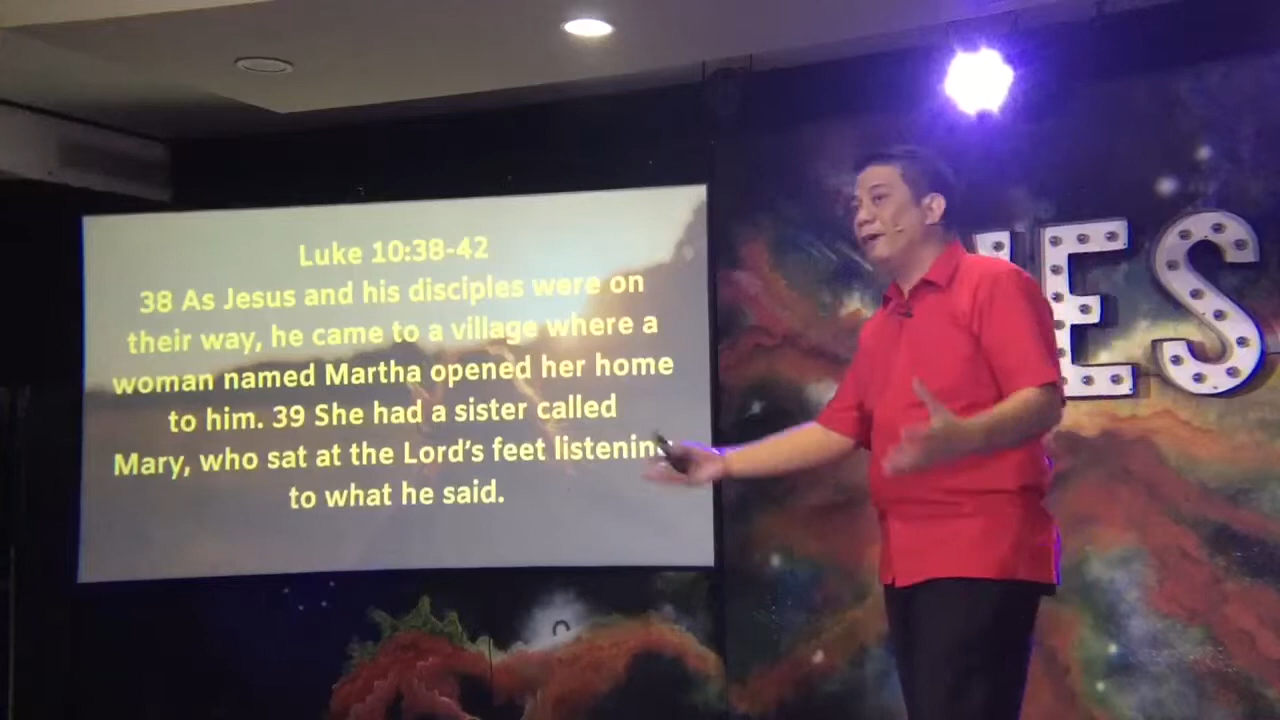 Luke 10:38-42
38 As Jesus and his disciples were on
their way, he came to a village where a
woman named Martha opened her home
to him. 39 She had a sister called
Mary, who sat at the Lord's feet listening
to what he said.
ES